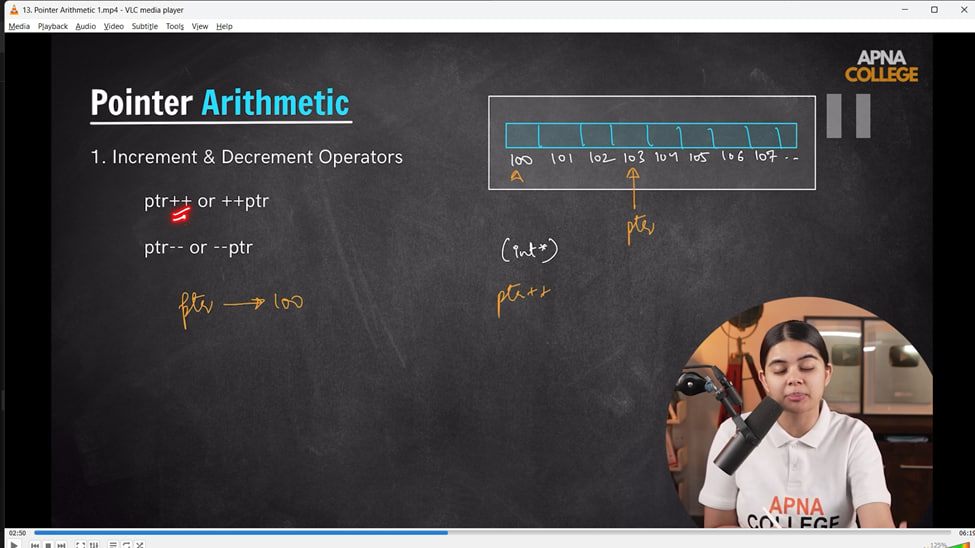 13. Pointer Arithmetic 1.mp4 - VLC media player
Media Playback Audio Video Subtitle Tools View Help
APNA
COLLEGE
Pointer Arithmetic
1. Increment & Decrement Operators
100 101 102 103 104 105 106 107 ..
ptr++ or ++ptr
ptr
ptr-- or --ptr
(int*)
ptr → 100
ptr++
APNA
COLLEGE
02:50
06:19
125%